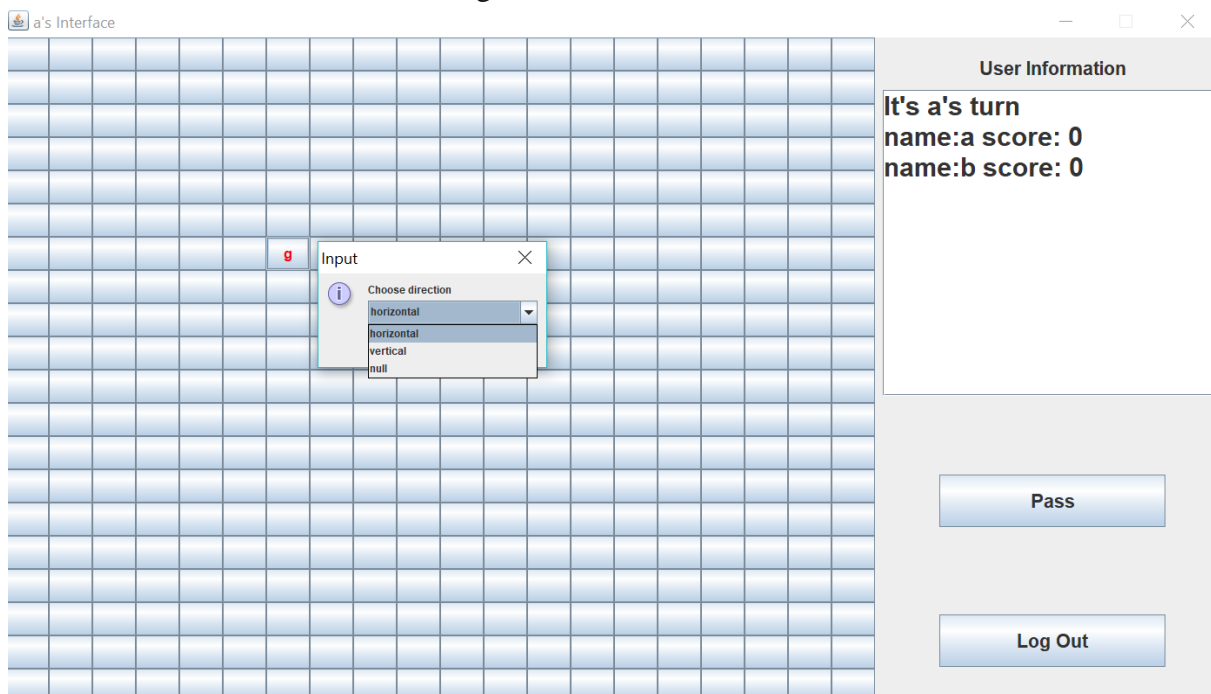 a's Interface
User Information
It's a's turn
name:a score: 0
name:b score: 0
g
Input
Choose direction
horizontal
horizontal
vertical
null
Pass
Log Out